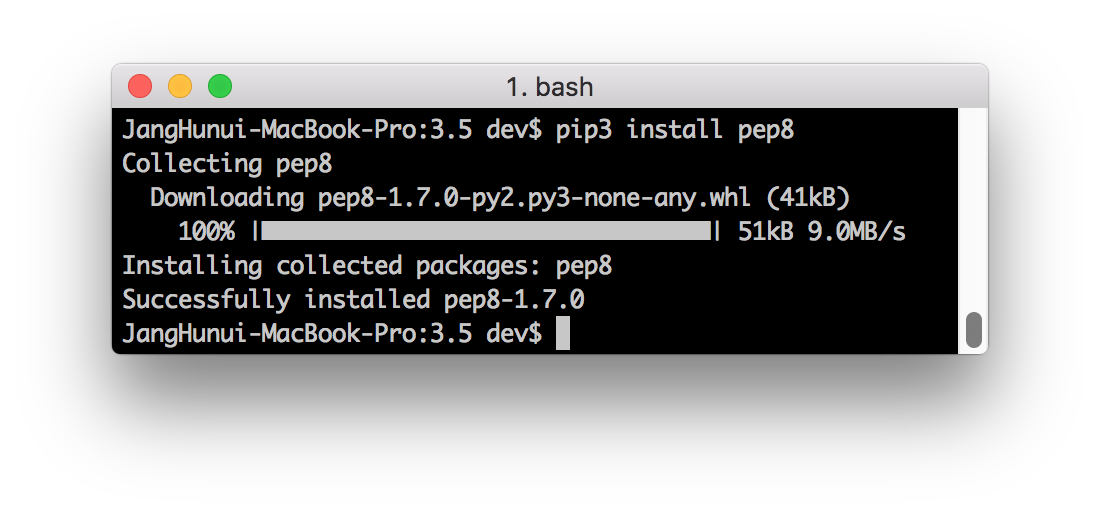 1. bash
JangHunui-MacBook-Pro:3.5 dev$ pip3 install pep8
Collecting pep8
  Downloading pep8-1.7.0-py2.py3-none-any.whl (41kB)
    100% |████████████████████████████████| 51kB 9.0MB/s
Installing collected packages: pep8
Successfully installed pep8-1.7.0
JangHunui-MacBook-Pro:3.5 dev$